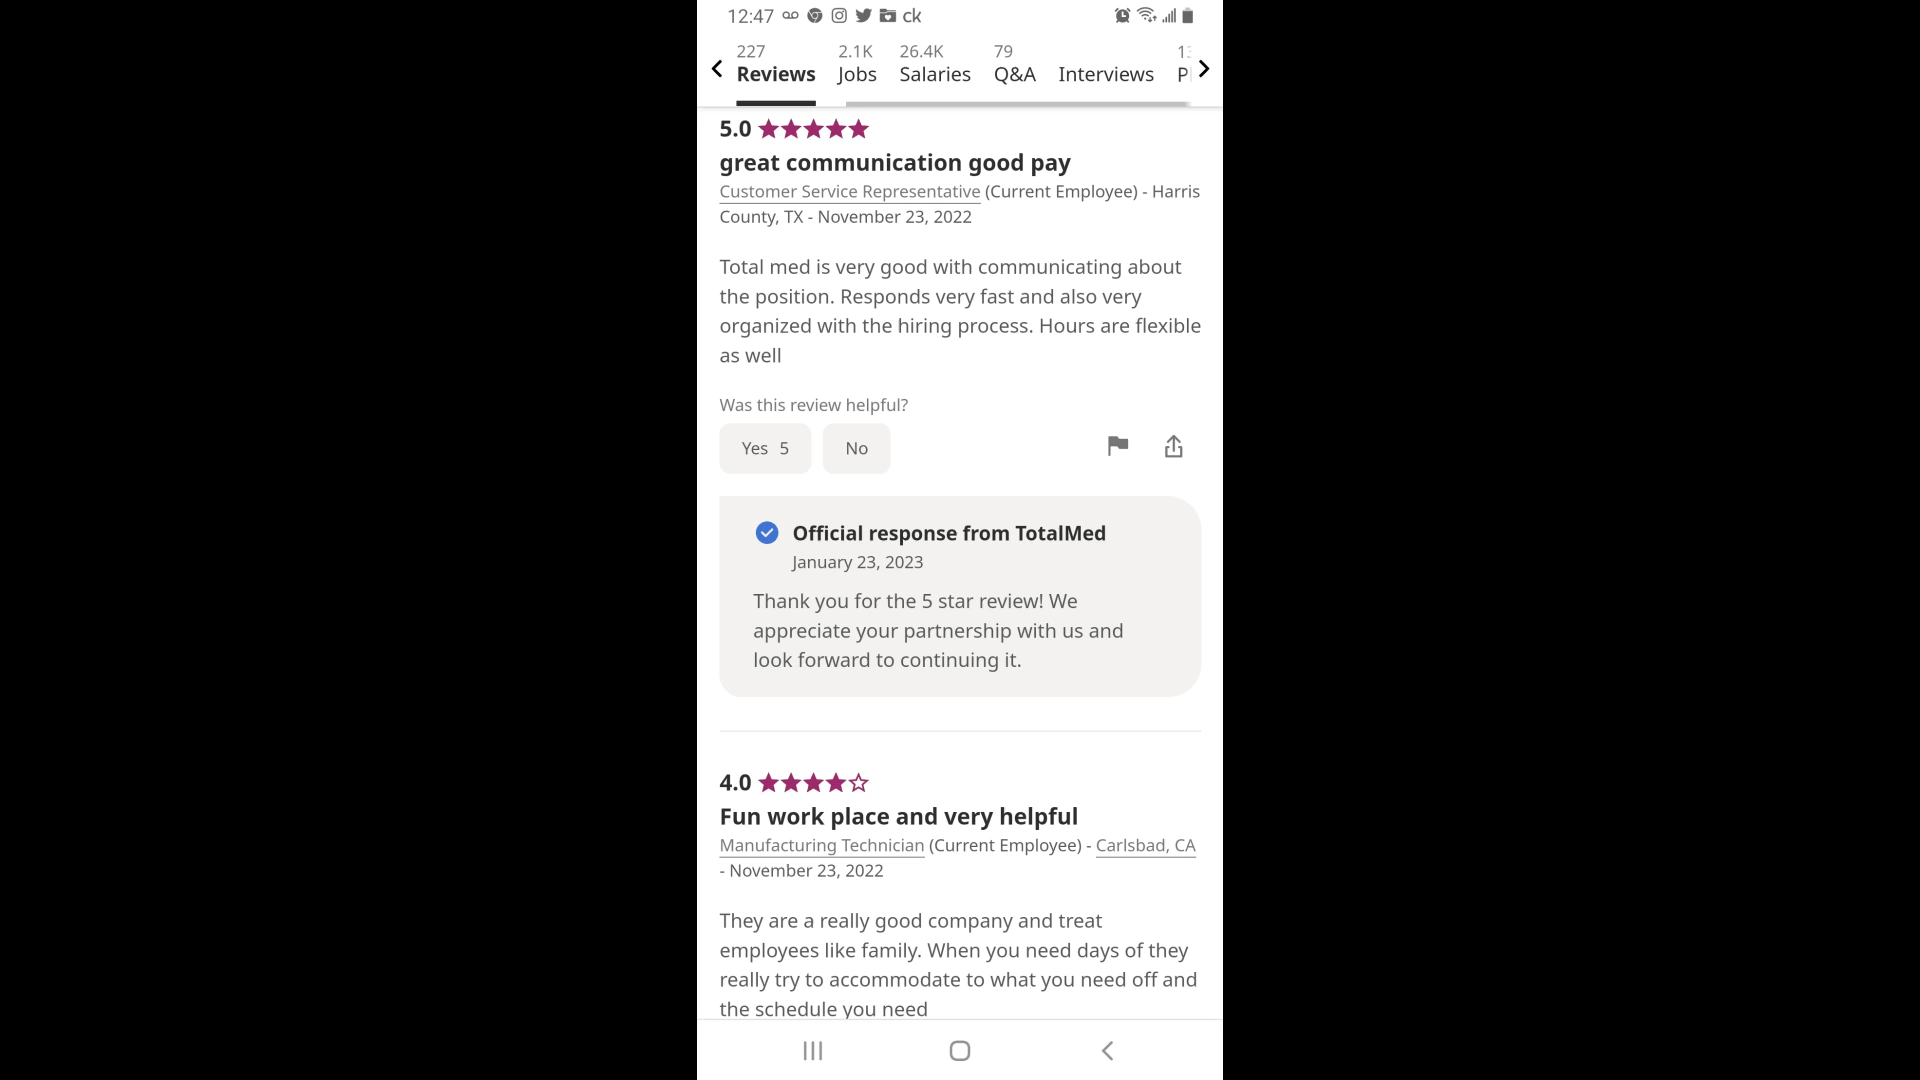 12:47 ck
227 2.1K 26.4K 79
Reviews Jobs Salaries Q&A Interviews
5.0
great communication good pay
Customer Service Representative (Current Employee) - Harris
County, TX - November 23, 2022
Total med is very good with communicating about
the position. Responds very fast and also very
organized with the hiring process. Hours are flexible
as well
Was this review helpful?
Yes 5 No
Official response from TotalMed
January 23, 2023
Thank you for the 5 star review! We
appreciate your partnership with us and
look forward to continuing it.
4.0
Fun work place and very helpful
Manufacturing Technician (Current Employee) - Carlsbad, CA
- November 23, 2022
They are a really good company and treat
employees like family. When you need days of they
really try to accommodate to what you need off and
the schedule you need